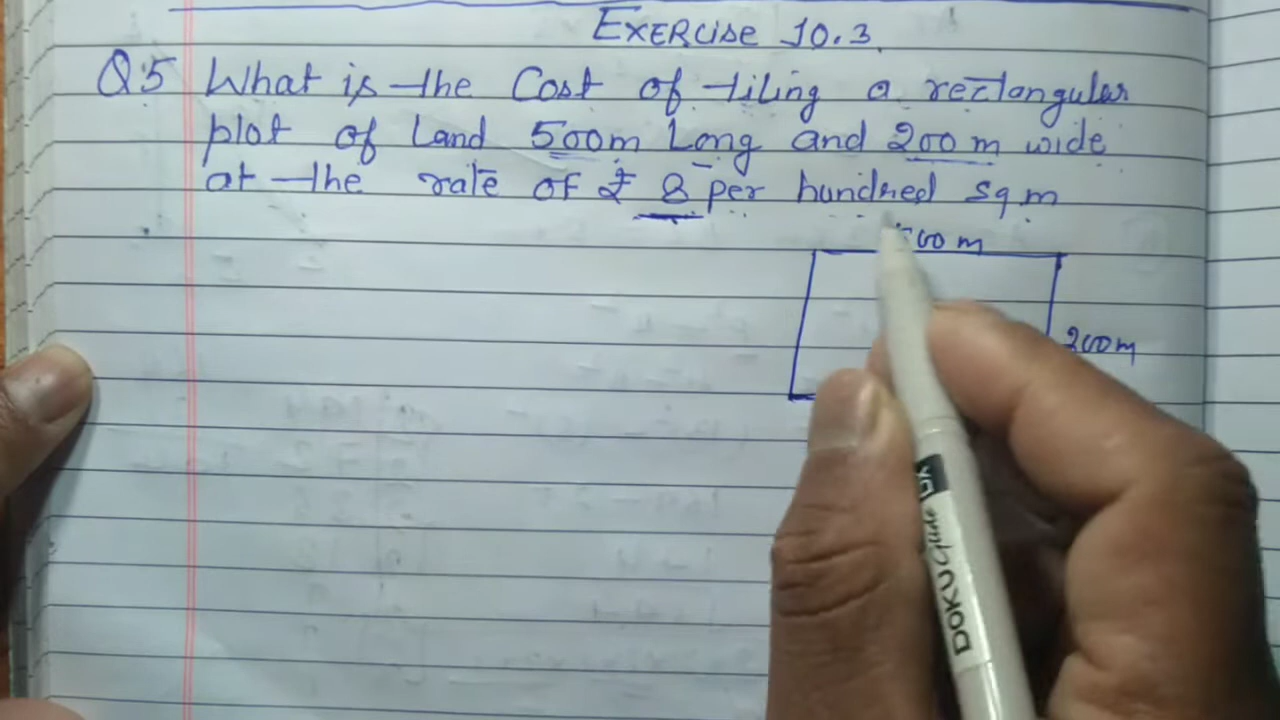 Exercise 10.3.
Q.5 What is the Cost of tiling a rectangular
plot of Land 500m Long and 200 m wide
at the rate of ₹ 8 per hundred sq m
500 m
200m
DOKU